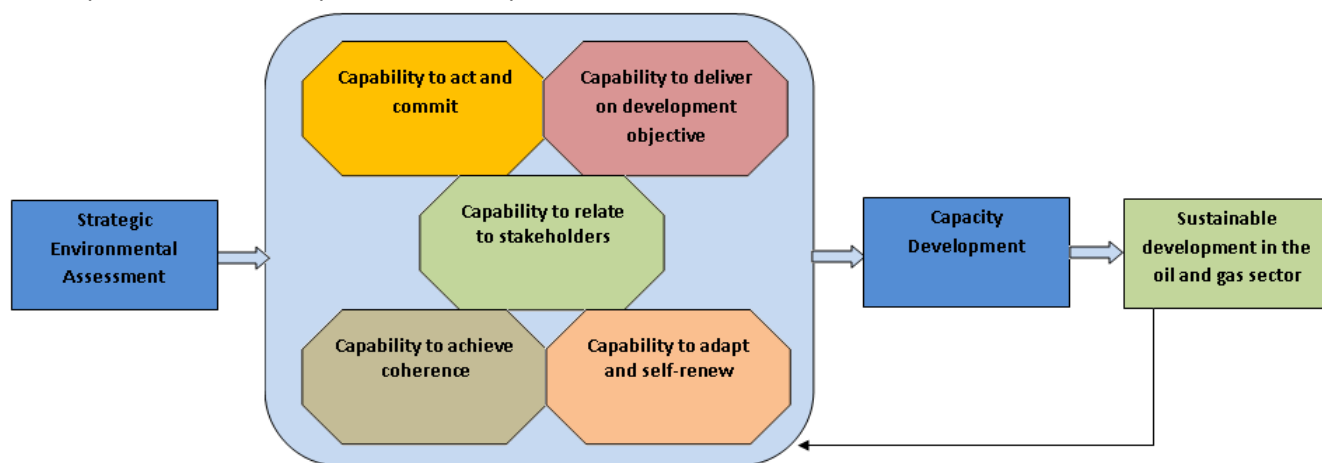 Strategic
Environmental
Assessment
Capability to act and
commit
Capability to deliver
on development
objective
Capability to relate
to stakeholders
Capability to achieve
coherence
Capability to adapt
and self-renew
Capacity
Development
Sustainable
development in the
oil and gas sector